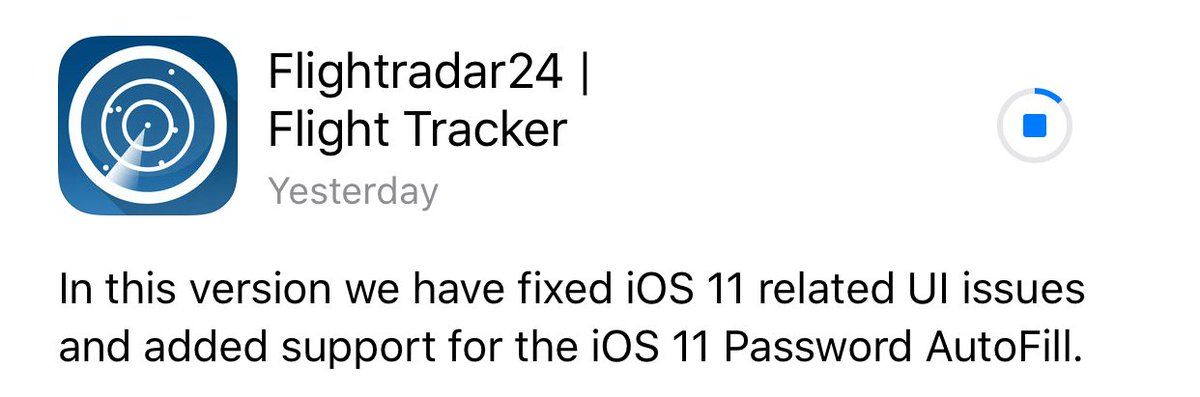 Flightradar24 |
Flight Tracker
Yesterday
In this version we have fixed iOS 11 related UI issues
and added support for the iOS 11 Password AutoFill.